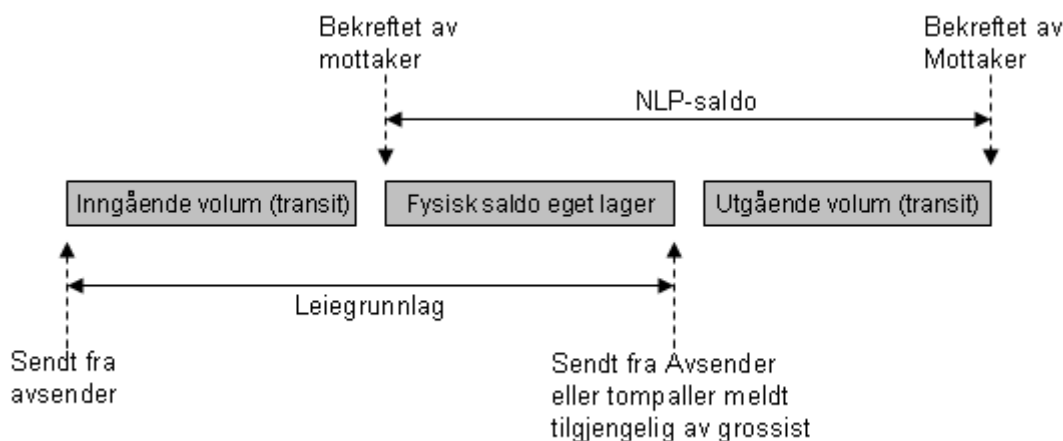 Bekreftet av
mottaker
Bekreftet av
Mottaker
NLP-saldo
Inngående volum (transit)
Fysisk saldo eget lager
Utgående volum (transit)
Leiegrunnlag
Sendt fra
avsender
Sendt fra Avsender
eller tompaller meldt
tilgjengelig av grossist